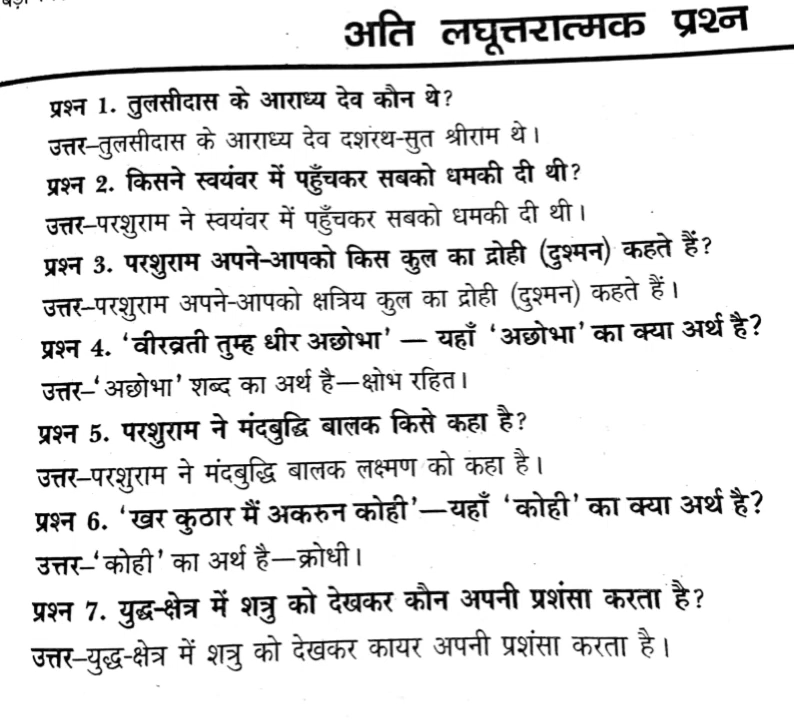 अति लघूत्तरात्मक प्रश्न
प्रश्न 1. तुलसीदास के आराध्य देव कौन थे?
उत्तर–तुलसीदास के आराध्य देव दशरथ-सुत श्रीराम थे।
प्रश्न 2. किसने स्वयंवर में पहुँचकर सबको धमकी दी थी?
उत्तर–परशुराम ने स्वयंवर में पहुँचकर सबको धमकी दी थी।
प्रश्न 3. परशुराम अपने-आपको किस कुल का द्रोही (दुश्मन) कहते हैं?
उत्तर–परशुराम अपने-आपको क्षत्रिय कुल का द्रोही (दुश्मन) कहते हैं।
प्रश्न 4. ‘वीरव्रती तुम्ह धीर अछोभा’ — यहाँ ‘अछोभा’ का क्या अर्थ है?
उत्तर–‘अछोभा’ शब्द का अर्थ है—क्षोभ रहित।
प्रश्न 5. परशुराम ने मंदबुद्धि बालक किसे कहा है?
उत्तर–परशुराम ने मंदबुद्धि बालक लक्ष्मण को कहा है।
प्रश्न 6. ‘खर कुठार मैं अकरुन कोही’—यहाँ ‘कोही’ का क्या अर्थ है?
उत्तर–‘कोही’ का अर्थ है—क्रोधी।
प्रश्न 7. युद्ध-क्षेत्र में शत्रु को देखकर कौन अपनी प्रशंसा करता है?
उत्तर–युद्ध-क्षेत्र में शत्रु को देखकर कायर अपनी प्रशंसा करता है।